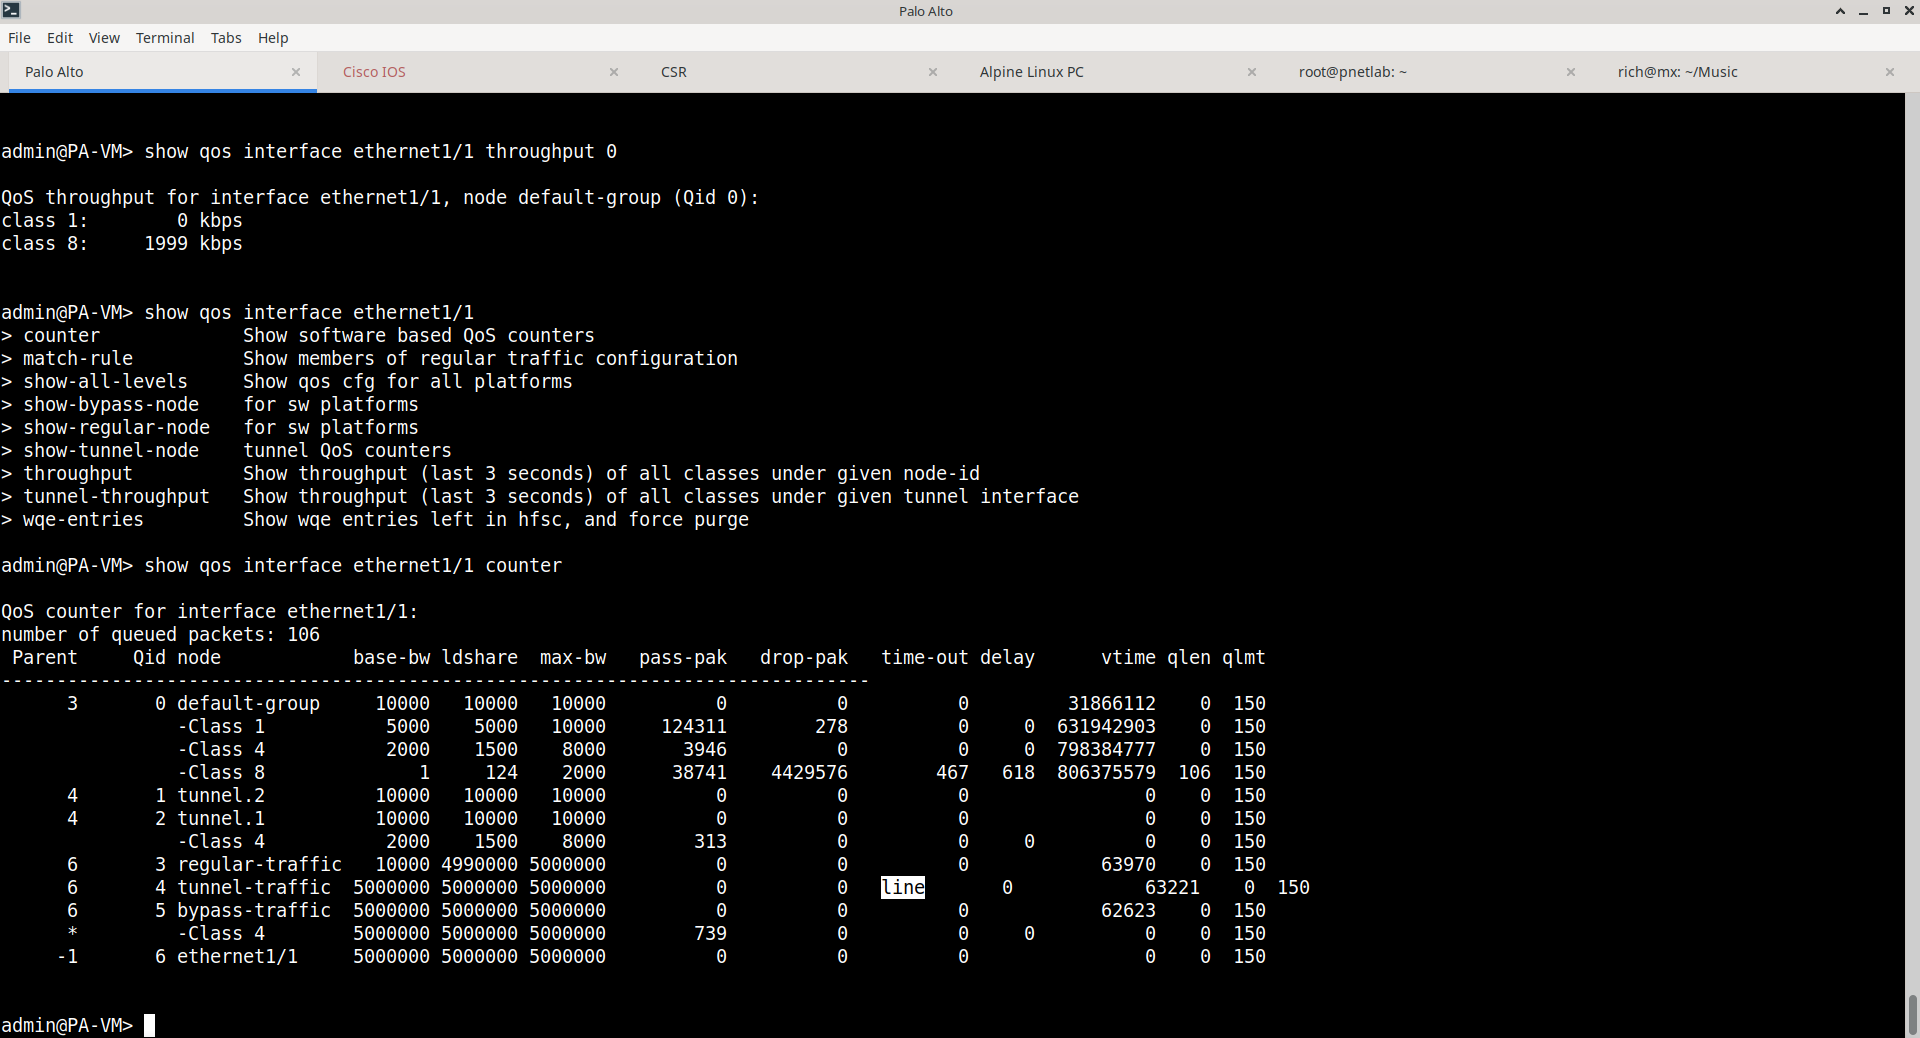 Palo Alto
File Edit View Terminal Tabs Help
Palo Alto Cisco IOS CSR Alpine Linux PC root@pnetlab: ~ rich@mx: ~/Music
admin@PA-VM> show qos interface ethernet1/1 throughput 0
QoS throughput for interface ethernet1/1, node default-group (Qid 0):
class 1:        0 kbps
class 8:     1999 kbps
admin@PA-VM> show qos interface ethernet1/1
> counter             Show software based QoS counters
> match-rule          Show members of regular traffic configuration
> show-all-levels     Show qos cfg for all platforms
> show-bypass-node    for sw platforms
> show-regular-node   for sw platforms
> show-tunnel-node    tunnel QoS counters
> throughput          Show throughput (last 3 seconds) of all classes under given node-id
> tunnel-throughput   Show throughput (last 3 seconds) of all classes under given tunnel interface
> wqe-entries         Show wqe entries left in hfsc, and force purge
admin@PA-VM> show qos interface ethernet1/1 counter
QoS counter for interface ethernet1/1:
number of queued packets: 106
 Parent     Qid node            base-bw ldshare  max-bw   pass-pak   drop-pak   time-out delay      vtime qlen qlmt
-------------------------------------------------------------------------------
      3       0 default-group     10000   10000   10000          0          0          0         31866112    0  150
                -Class 1           5000    5000   10000     124311        278          0     0  631942903    0  150
                -Class 4           2000    1500    8000       3946          0          0     0  798384777    0  150
                -Class 8              1     124    2000      38741    4429576        467   618  806375579  106  150
      4       1 tunnel.2          10000   10000   10000          0          0          0                0    0  150
      4       2 tunnel.1          10000   10000   10000          0          0          0                0    0  150
                -Class 4           2000    1500    8000        313          0          0     0          0    0  150
      6       3 regular-traffic   10000 4990000 5000000          0          0          0            63970    0  150
      6       4 tunnel-traffic  5000000 5000000 5000000          0          0   line       0            63221    0  150
      6       5 bypass-traffic  5000000 5000000 5000000          0          0          0            62623    0  150
      *         -Class 4        5000000 5000000 5000000        739          0          0     0          0    0  150
     -1       6 ethernet1/1     5000000 5000000 5000000          0          0          0                0    0  150
admin@PA-VM>